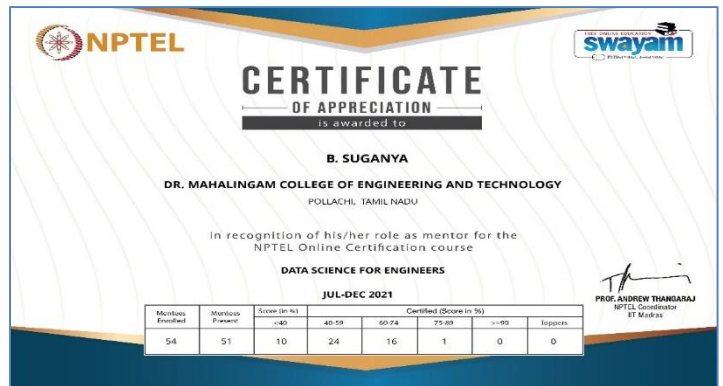 NPTEL
FREE ONLINE EDUCATION
swayam
CERTIFICATE
OF APPRECIATION
is awarded to
B. SUGANYA
DR. MAHALINGAM COLLEGE OF ENGINEERING AND TECHNOLOGY
POLLACHI, TAMIL NADU
in recognition of his/her role as mentor for the
NPTEL Online Certification course
DATA SCIENCE FOR ENGINEERS
JUL-DEC 2021
PROF. ANDREW THANGARAJ
NPTEL Coordinator
IIT Madras
Mentees Enrolled Mentees Present Score (in %) Certified (Score in %)
<40 40-59 60-74 75-89 >=90 Toppers
54 51 10 24 16 1 0 0